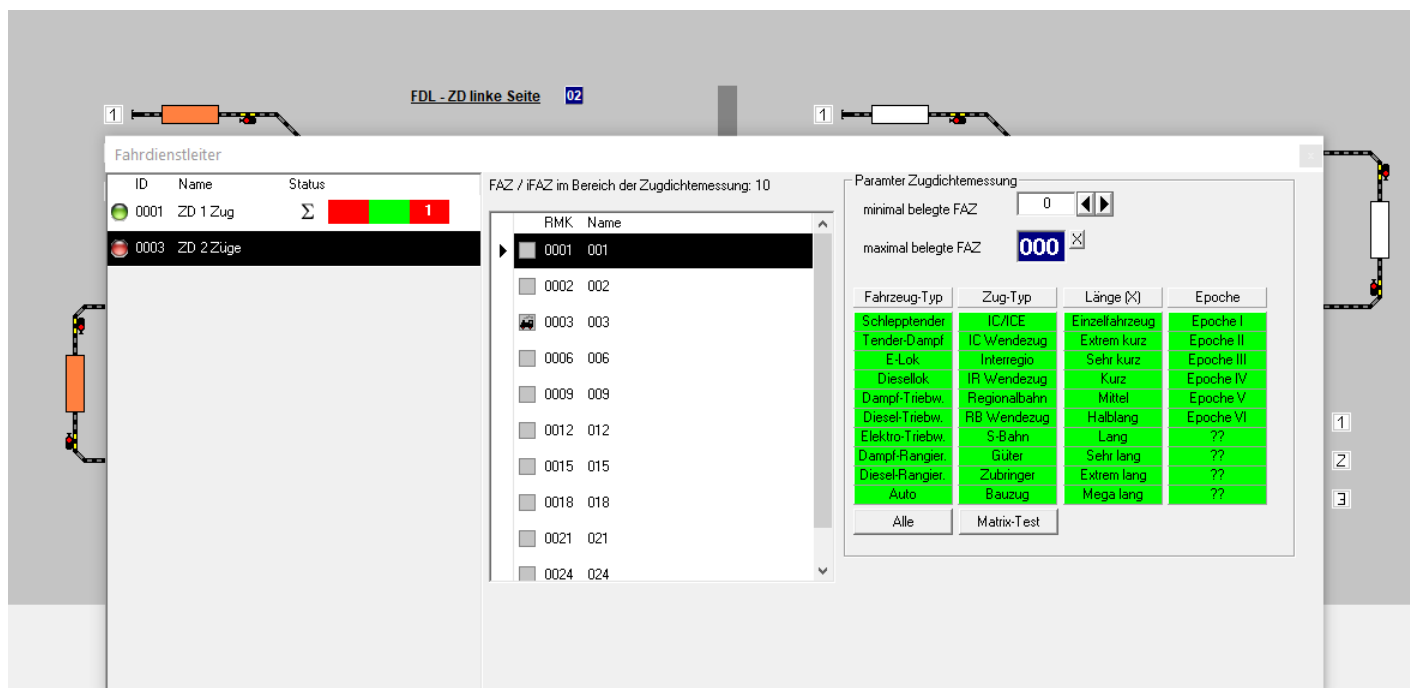 FDL - ZD linke Seite 02
1 1
Fahrdienstleiter x
ID Name Status
0001 ZD 1 Zug Σ 1
0003 ZD 2 Züge
FAZ / iFAZ im Bereich der Zugdichtemessung: 10
RMK Name
0001 001
0002 002
0003 003
0006 006
0009 009
0012 012
0015 015
0018 018
0021 021
0024 024
Paramter Zugdichtemessung
minimal belegte FAZ 0
maximal belegte FAZ 000 X
Fahrzeug-Typ Zug-Typ Länge (X) Epoche
Schlepptender IC/ICE Einzelfahrzeug Epoche I
Tender-Dampf IC Wendezug Extrem kurz Epoche II
E-Lok Interregio Sehr kurz Epoche III
Diesellok IR Wendezug Kurz Epoche IV
Dampf-Triebw. Regionalbahn Mittel Epoche V
Diesel-Triebw. RB Wendezug Halblang Epoche VI
Elektro-Triebw. S-Bahn Lang ??
Dampf-Rangier. Güter Sehr lang ??
Diesel-Rangier. Zubringer Extrem lang ??
Auto Bauzug Mega lang ??
Alle Matrix-Test
1
2
3